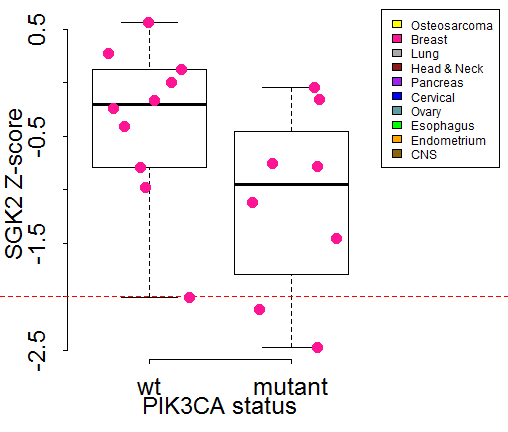 0.5
-0.5
-1.5
-2.5
SGK2 Z-score
wt
mutant
PIK3CA status
Osteosarcoma
Breast
Lung
Head & Neck
Pancreas
Cervical
Ovary
Esophagus
Endometrium
CNS